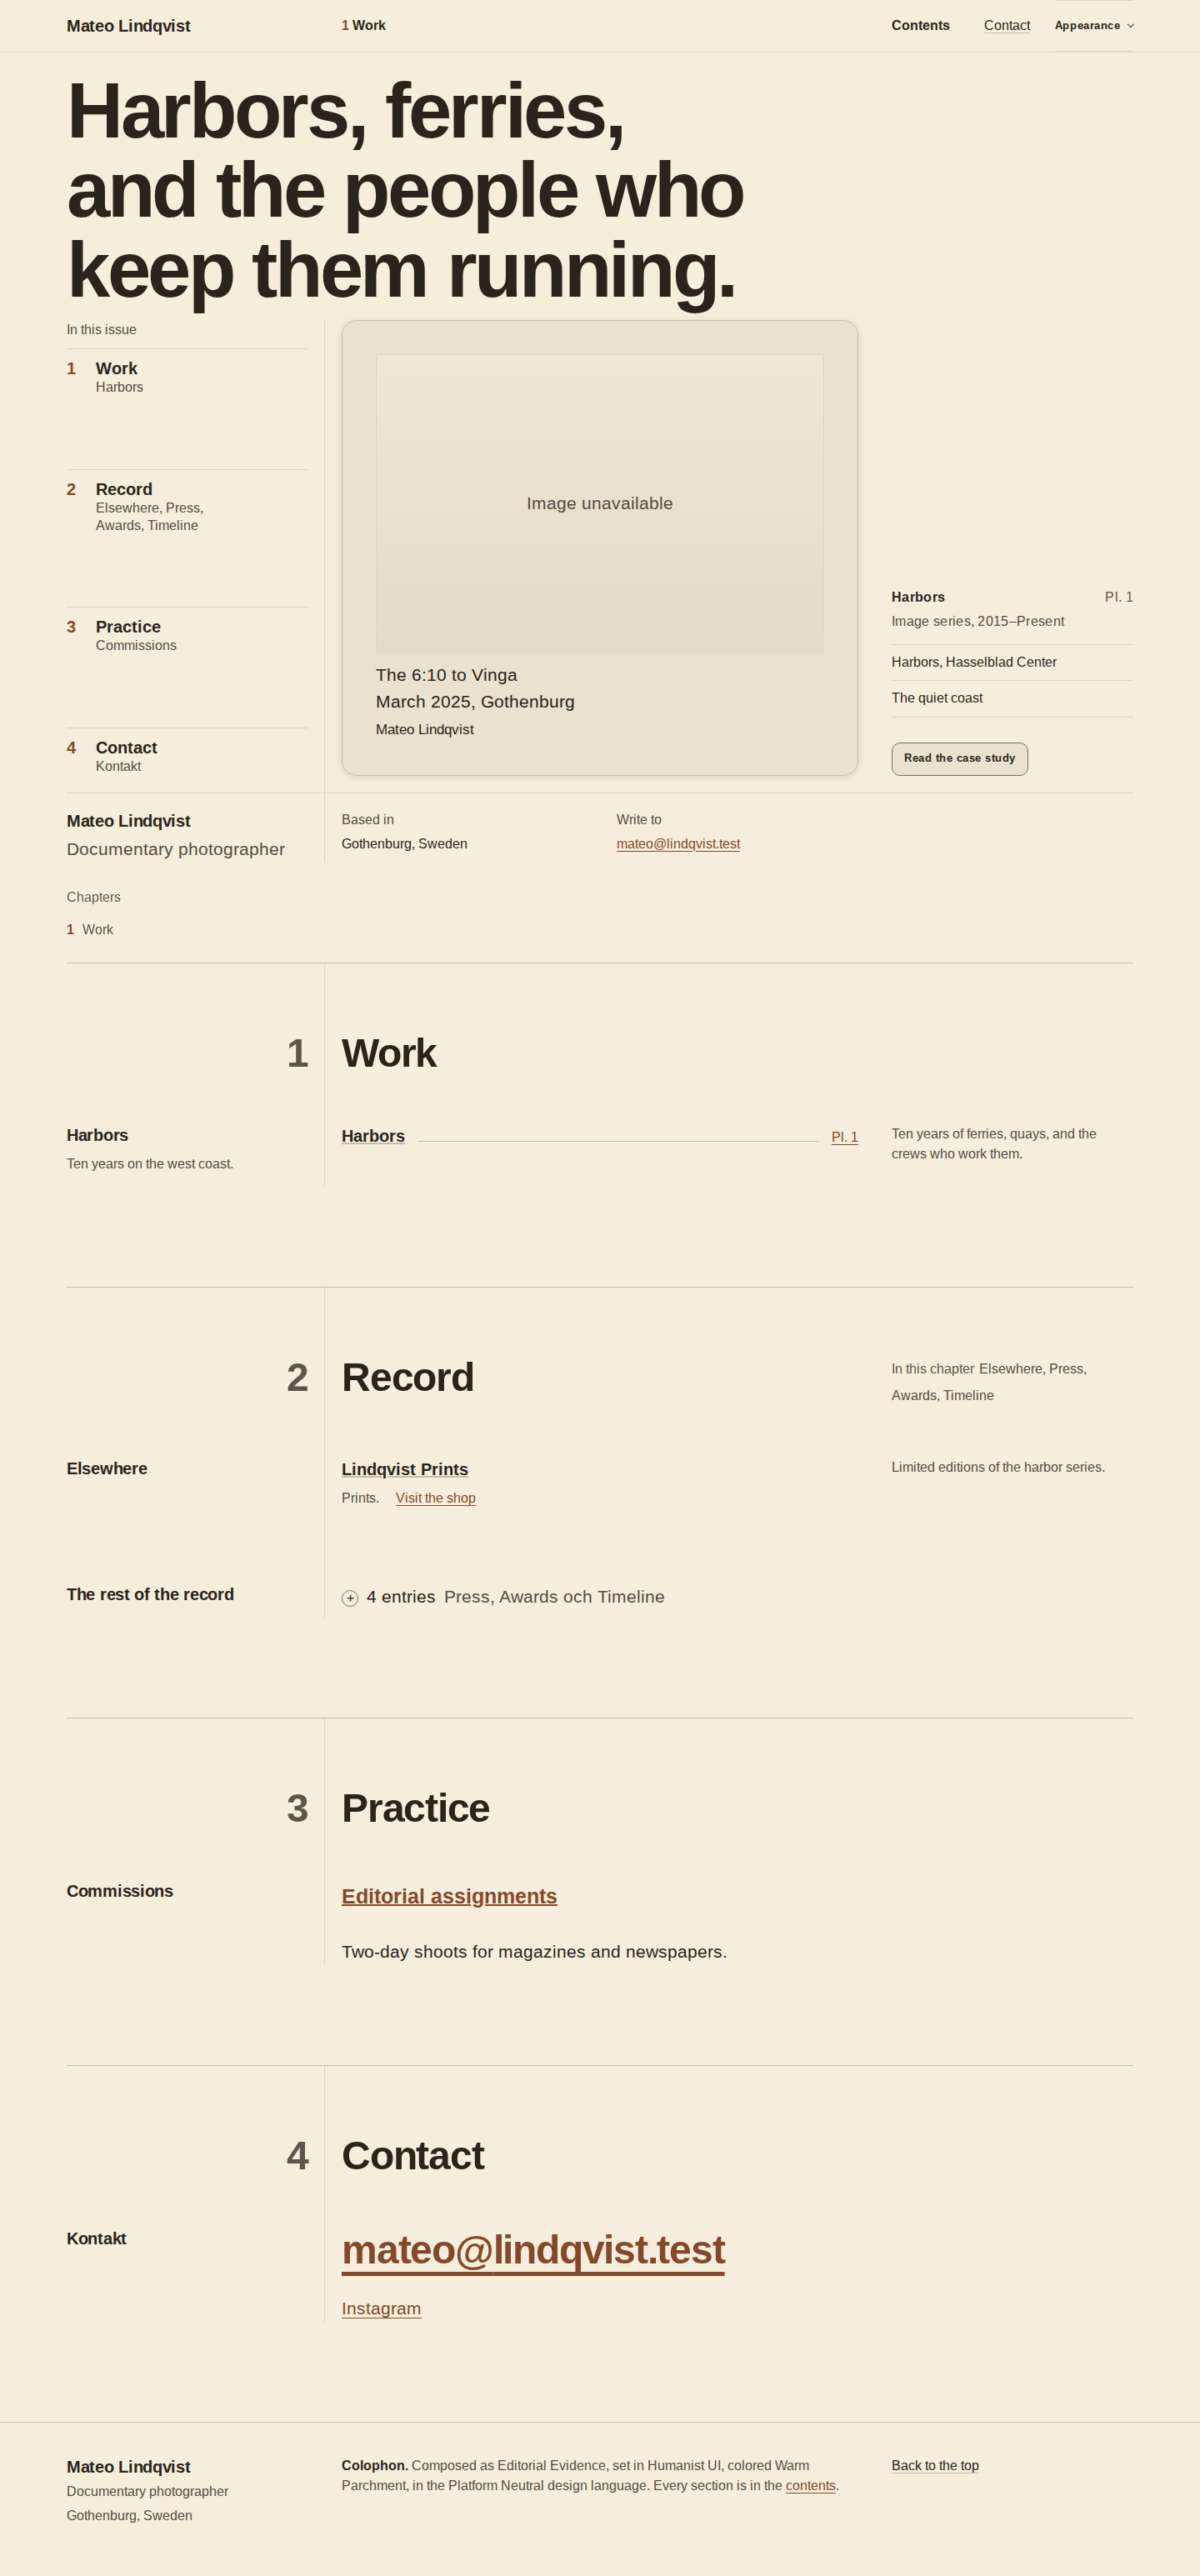 Mateo Lindqvist
1 Work
Contents
Contact
Appearance
Harbors, ferries,
and the people who
keep them running.
In this issue
1 Work
Harbors
2 Record
Elsewhere, Press,
Awards, Timeline
3 Practice
Commissions
4 Contact
Kontakt
Image unavailable
The 6:10 to Vinga
March 2025, Gothenburg
Mateo Lindqvist
Harbors Pl. 1
Image series, 2015–Present
Harbors, Hasselblad Center
The quiet coast
Read the case study
Mateo Lindqvist
Documentary photographer
Based in
Gothenburg, Sweden
Write to
mateo@lindqvist.test
Chapters
1 Work
1 Work
Harbors
Ten years on the west coast.
Harbors Pl. 1
Ten years of ferries, quays, and the
crews who work them.
2 Record
In this chapter Elsewhere, Press,
Awards, Timeline
Elsewhere
Lindqvist Prints
Prints. Visit the shop
Limited editions of the harbor series.
The rest of the record
4 entries Press, Awards och Timeline
3 Practice
Commissions
Editorial assignments
Two-day shoots for magazines and newspapers.
4 Contact
Kontakt
mateo@lindqvist.test
Instagram
Mateo Lindqvist
Documentary photographer
Gothenburg, Sweden
Colophon. Composed as Editorial Evidence, set in Humanist UI, colored Warm
Parchment, in the Platform Neutral design language. Every section is in the contents.
Back to the top